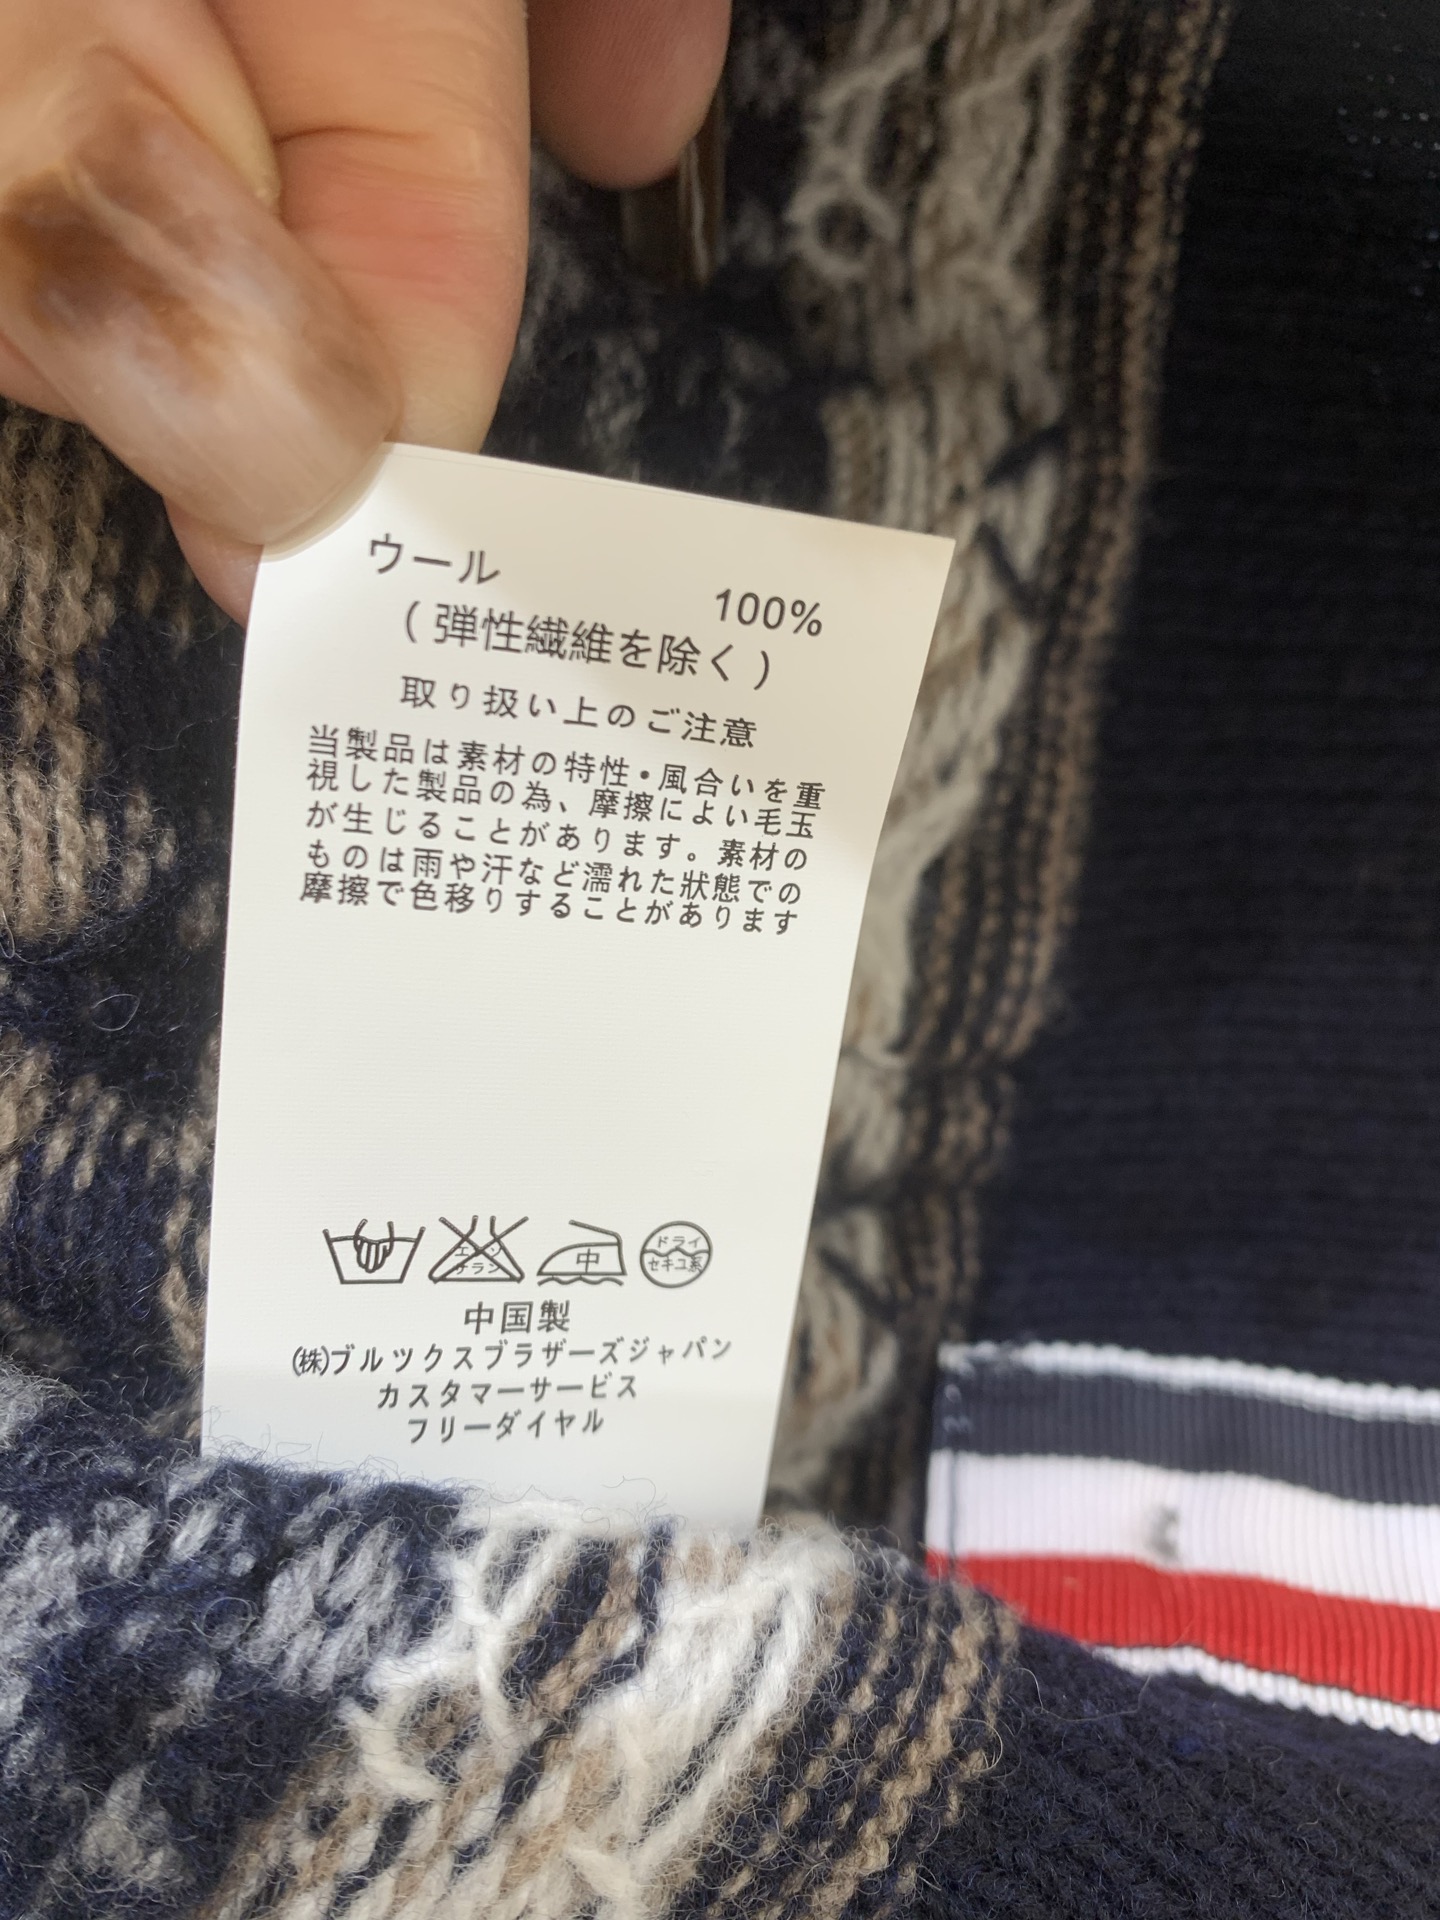 ウール
100%
( 弾性繊維を除く )
取り扱い上のご注意
当製品は素材の特性・風合いを重
視した製品の為、摩擦によい毛玉
が生じることがあります。素材の
ものは雨や汗など濡れた狀態での
摩擦で色移りすることがあります
エンソ
チラン
中
ドライ
セキユ系
中国製
(株)ブルツクスブラザーズジャパン
カスタマーサービス
フリーダイヤル